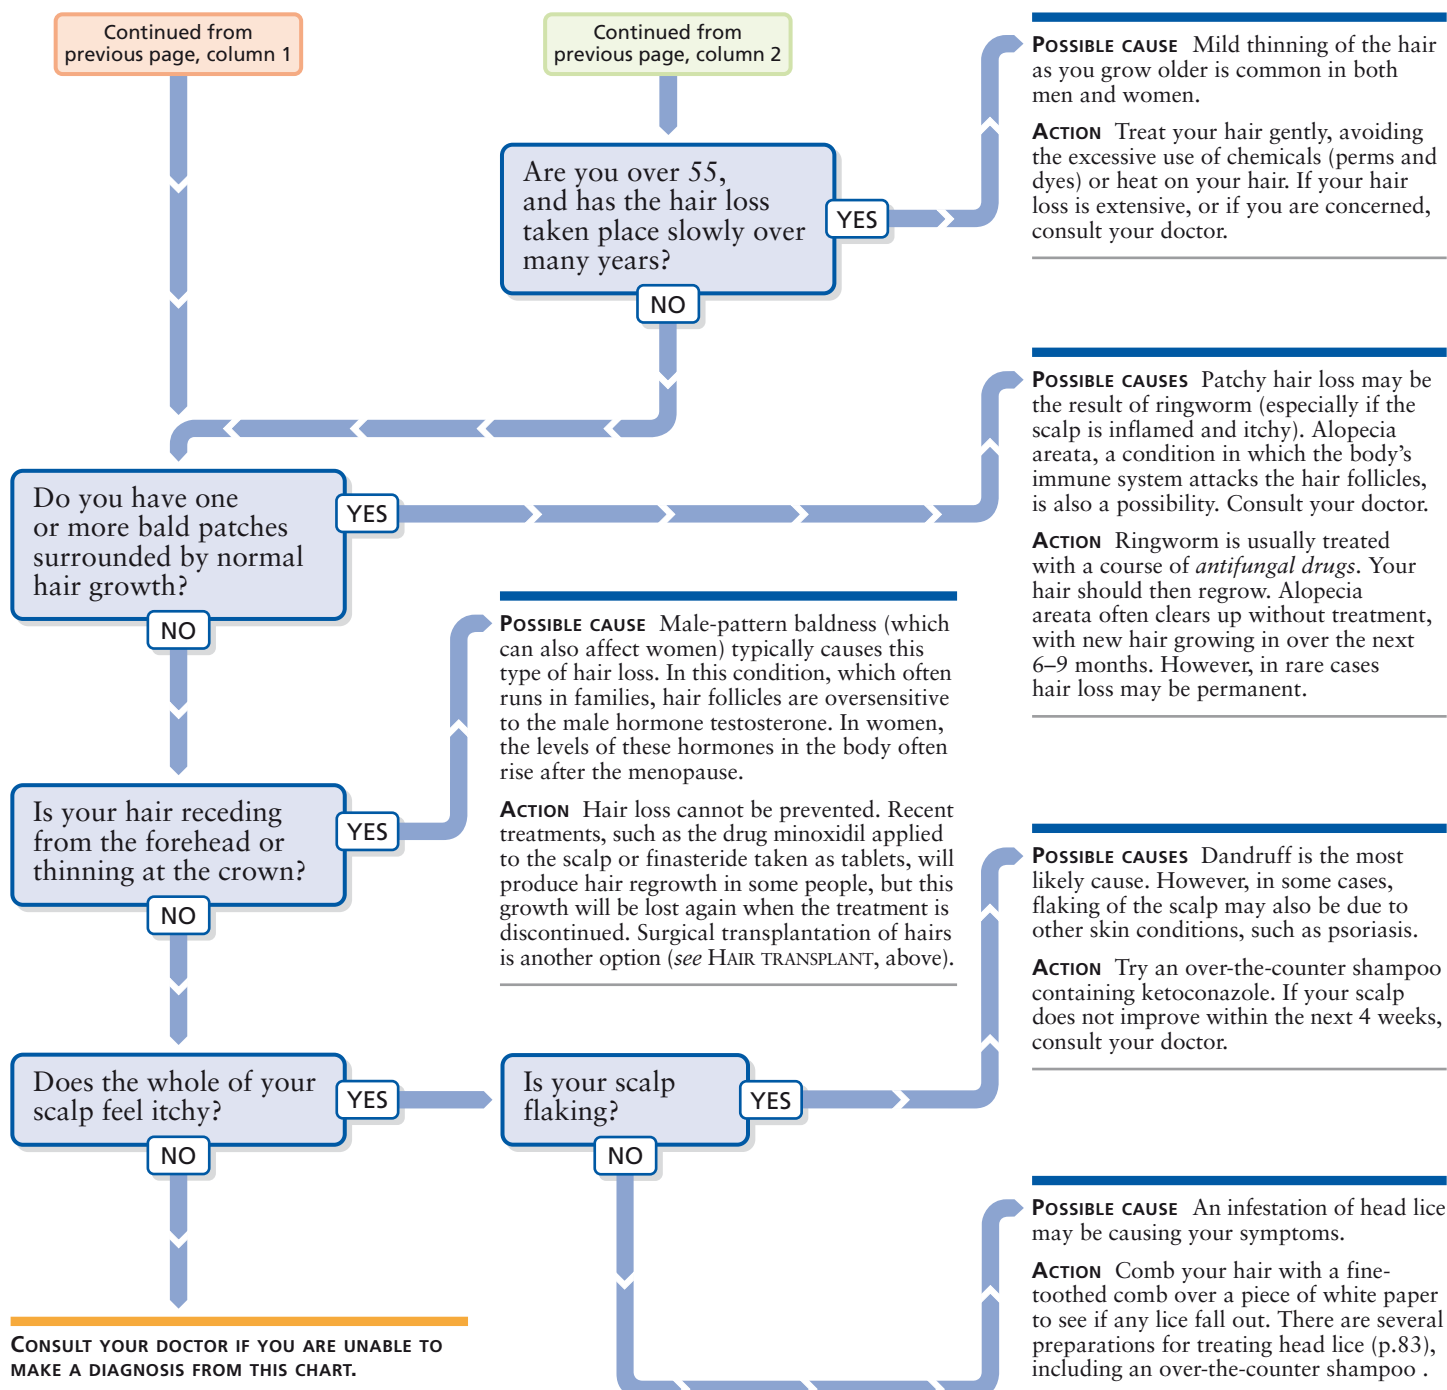 Continued from
previous page, column 1
Continued from
previous page, column 2
Are you over 55,
and has the hair loss
taken place slowly over
many years?
YES
NO
POSSIBLE CAUSE Mild thinning of the hair
as you grow older is common in both
men and women.
ACTION Treat your hair gently, avoiding
the excessive use of chemicals (perms and
dyes) or heat on your hair. If your hair
loss is extensive, or if you are concerned,
consult your doctor.
Do you have one
or more bald patches
surrounded by normal
hair growth?
YES
NO
POSSIBLE CAUSES Patchy hair loss may be
the result of ringworm (especially if the
scalp is inflamed and itchy). Alopecia
areata, a condition in which the body's
immune system attacks the hair follicles,
is also a possibility. Consult your doctor.
ACTION Ringworm is usually treated
with a course of antifungal drugs. Your
hair should then regrow. Alopecia
areata often clears up without treatment,
with new hair growing in over the next
6–9 months. However, in rare cases
hair loss may be permanent.
Is your hair receding
from the forehead or
thinning at the crown?
YES
NO
POSSIBLE CAUSE Male-pattern baldness (which
can also affect women) typically causes this
type of hair loss. In this condition, which often
runs in families, hair follicles are oversensitive
to the male hormone testosterone. In women,
the levels of these hormones in the body often
rise after the menopause.
ACTION Hair loss cannot be prevented. Recent
treatments, such as the drug minoxidil applied
to the scalp or finasteride taken as tablets, will
produce hair regrowth in some people, but this
growth will be lost again when the treatment is
discontinued. Surgical transplantation of hairs
is another option (see HAIR TRANSPLANT, above).
Does the whole of your
scalp feel itchy?
YES
NO
Is your scalp
flaking?
YES
NO
POSSIBLE CAUSES Dandruff is the most
likely cause. However, in some cases,
flaking of the scalp may also be due to
other skin conditions, such as psoriasis.
ACTION Try an over-the-counter shampoo
containing ketoconazole. If your scalp
does not improve within the next 4 weeks,
consult your doctor.
POSSIBLE CAUSE An infestation of head lice
may be causing your symptoms.
ACTION Comb your hair with a fine-
toothed comb over a piece of white paper
to see if any lice fall out. There are several
preparations for treating head lice (p.83),
including an over-the-counter shampoo .
CONSULT YOUR DOCTOR IF YOU ARE UNABLE TO
MAKE A DIAGNOSIS FROM THIS CHART.